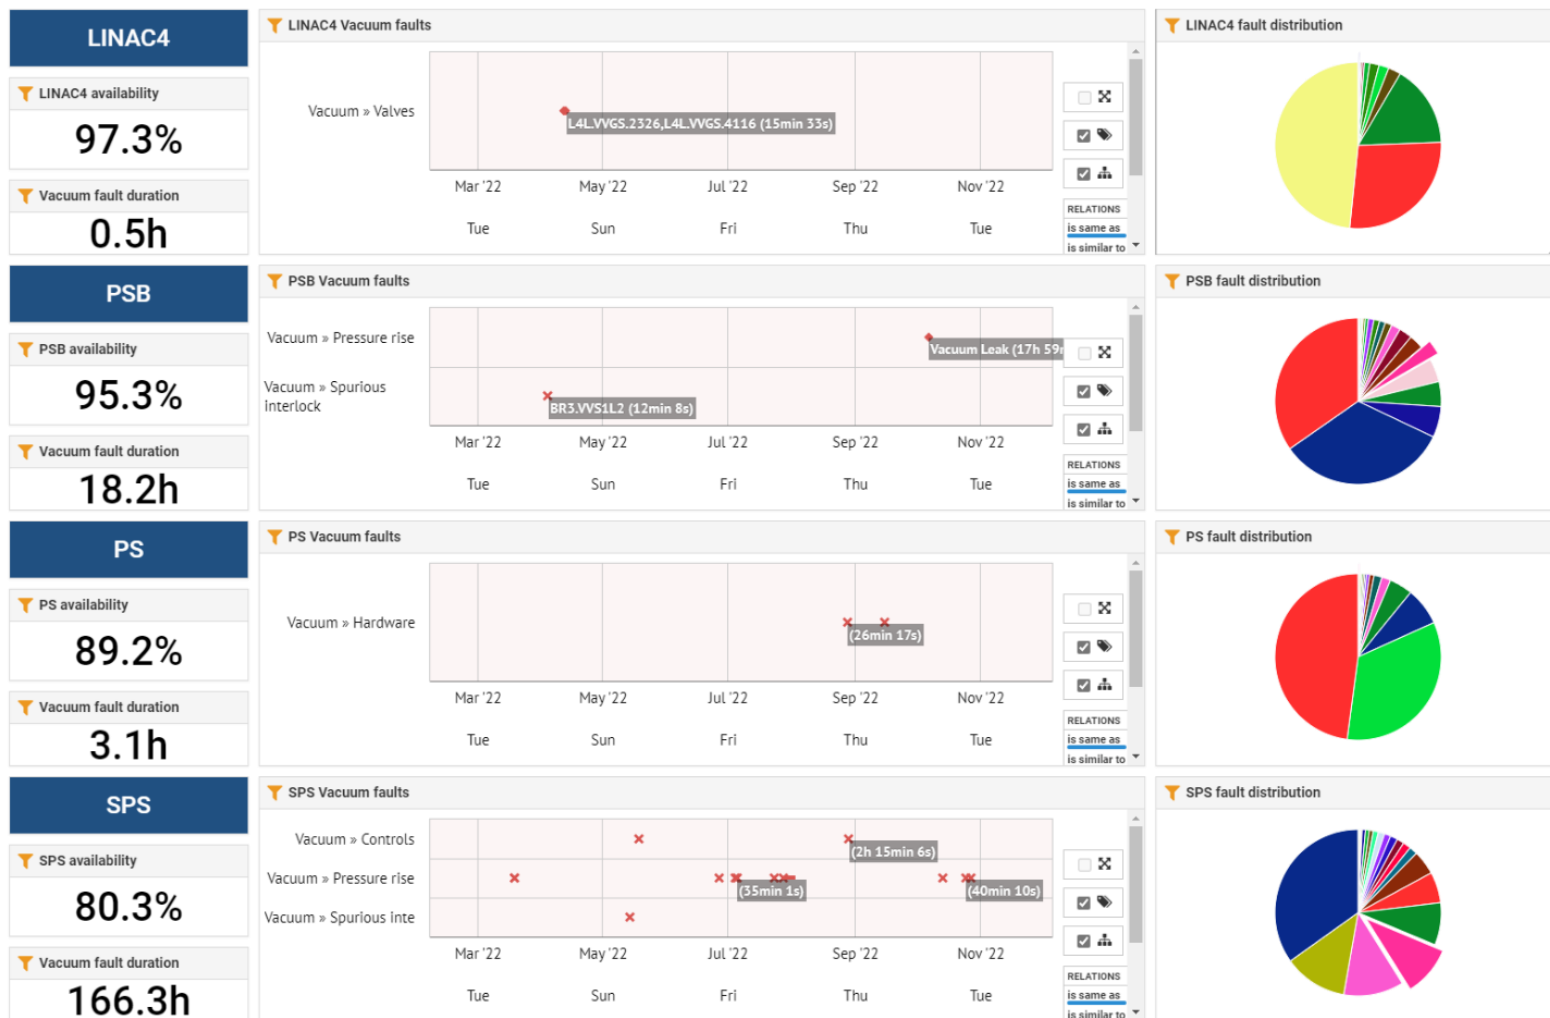 LINAC4
LINAC4 availability
97.3%
Vacuum fault duration
0.5h
LINAC4 Vacuum faults
Vacuum » Valves
L4L.VVGS.2326,L4L.VVGS.4116 (15min 33s)
Mar '22 May '22 Jul '22 Sep '22 Nov '22
Tue Sun Fri Thu Tue
RELATIONS
is same as
is similar to
LINAC4 fault distribution
PSB
PSB availability
95.3%
Vacuum fault duration
18.2h
PSB Vacuum faults
Vacuum » Pressure rise
Vacuum Leak (17h 59
Vacuum » Spurious
interlock
BR3.VVS1L2 (12min 8s)
Mar '22 May '22 Jul '22 Sep '22 Nov '22
Tue Sun Fri Thu Tue
RELATIONS
is same as
is similar to
PSB fault distribution
PS
PS availability
89.2%
Vacuum fault duration
3.1h
PS Vacuum faults
Vacuum » Hardware
(26min 17s)
Mar '22 May '22 Jul '22 Sep '22 Nov '22
Tue Sun Fri Thu Tue
RELATIONS
is same as
is similar to
PS fault distribution
SPS
SPS availability
80.3%
Vacuum fault duration
166.3h
SPS Vacuum faults
Vacuum » Controls
(2h 15min 6s)
Vacuum » Pressure rise
(35min 1s) (40min 10s)
Vacuum » Spurious inte
Mar '22 May '22 Jul '22 Sep '22 Nov '22
Tue Sun Fri Thu Tue
RELATIONS
is same as
is similar to
SPS fault distribution